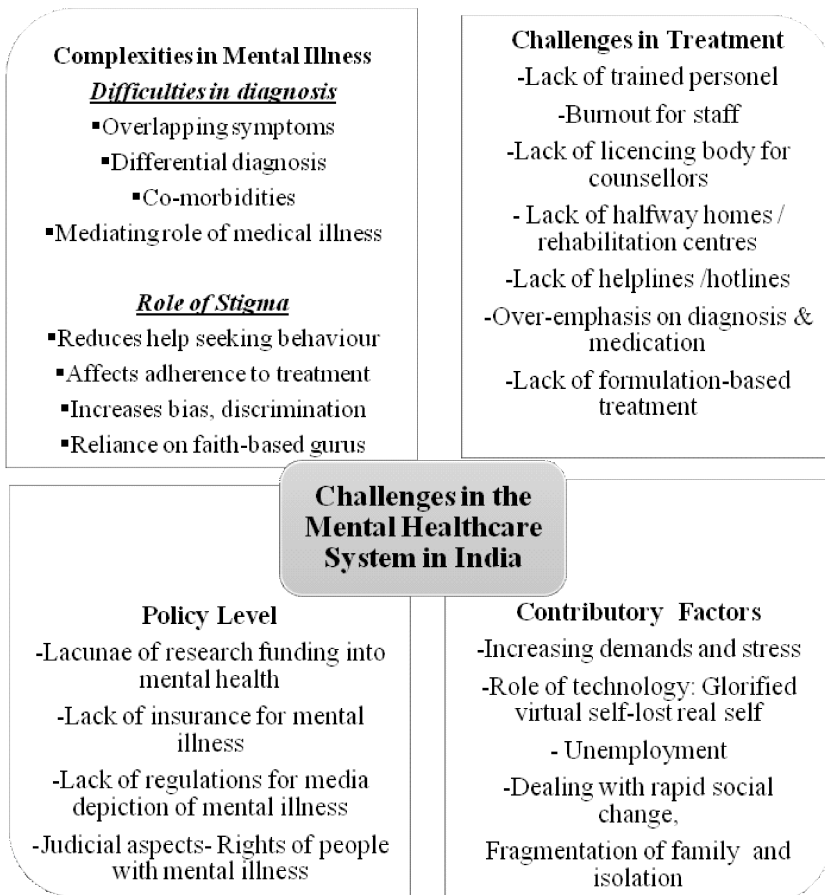 Complexities in Mental Illness
Difficulties in diagnosis
▪Overlapping symptoms
▪Differential diagnosis
▪Co-morbidities
▪Mediating role of medical illness
Role of Stigma
▪Reduces help seeking behaviour
▪Affects adherence to treatment
▪Increases bias, discrimination
▪Reliance on faith-based gurus
Challenges in Treatment
-Lack of trained personel
-Burnout for staff
-Lack of licencing body for
counsellors
- Lack of halfway homes /
rehabilitation centres
-Lack of helplines /hotlines
-Over-emphasis on diagnosis &
medication
-Lack of formulation-based
treatment
Challenges in the
Mental Healthcare
System in India
Policy Level
-Lacunae of research funding into
mental health
-Lack of insurance for mental
illness
-Lack of regulations for media
depiction of mental illness
-Judicial aspects- Rights of people
with mental illness
Contributory Factors
-Increasing demands and stress
-Role of technology: Glorified
virtual self-lost real self
- Unemployment
-Dealing with rapid social
change,
Fragmentation of family and
isolation